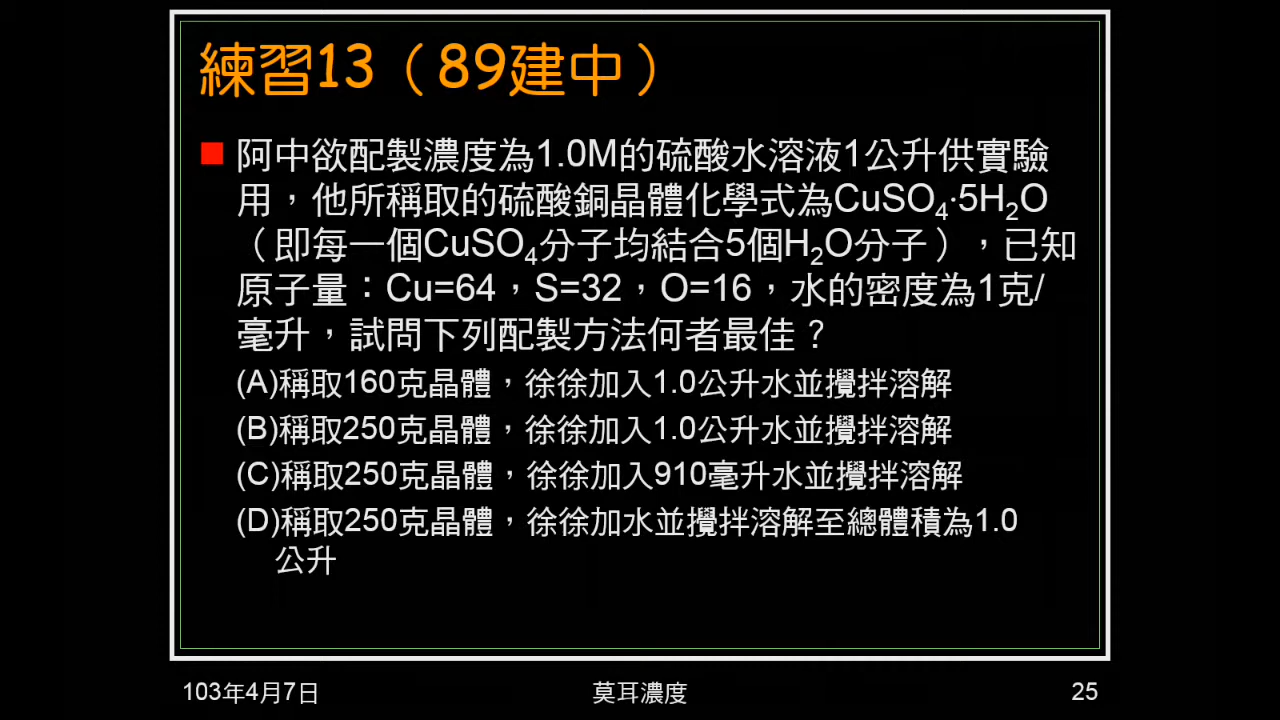 練習13（89建中）
阿中欲配製濃度為1.0M的硫酸水溶液1公升供實驗
用，他所稱取的硫酸銅晶體化學式為CuSO₄·5H₂O
（即每一個CuSO₄分子均結合5個H₂O分子），已知
原子量：Cu=64，S=32，O=16，水的密度為1克/
毫升，試問下列配製方法何者最佳？
(A)稱取160克晶體，徐徐加入1.0公升水並攪拌溶解
(B)稱取250克晶體，徐徐加入1.0公升水並攪拌溶解
(C)稱取250克晶體，徐徐加入910毫升水並攪拌溶解
(D)稱取250克晶體，徐徐加水並攪拌溶解至總體積為1.0
公升
103年4月7日
莫耳濃度
25